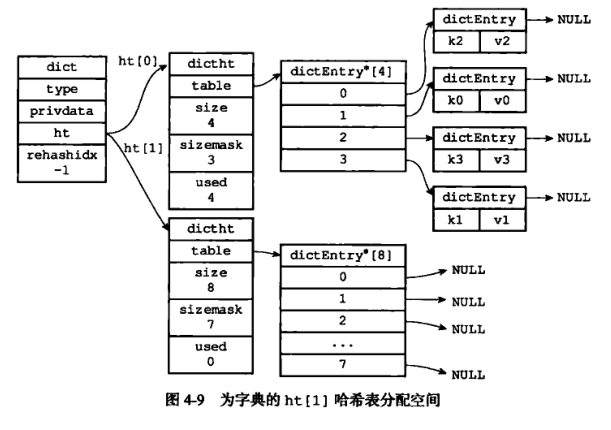 dict
type
privdata
ht
rehashidx
-1
ht[0]
ht[1]
dictht
table
size
4
sizemask
3
used
4
dictEntry*[4]
0
1
2
3
dictEntry
k2 v2
NULL
dictEntry
k0 v0
NULL
dictEntry
k3 v3
NULL
dictEntry
k1 v1
NULL
dictht
table
size
8
sizemask
7
used
0
dictEntry*[8]
0
1
2
...
7
NULL
NULL
NULL
NULL
图 4-9 为字典的 ht[1] 哈希表分配空间